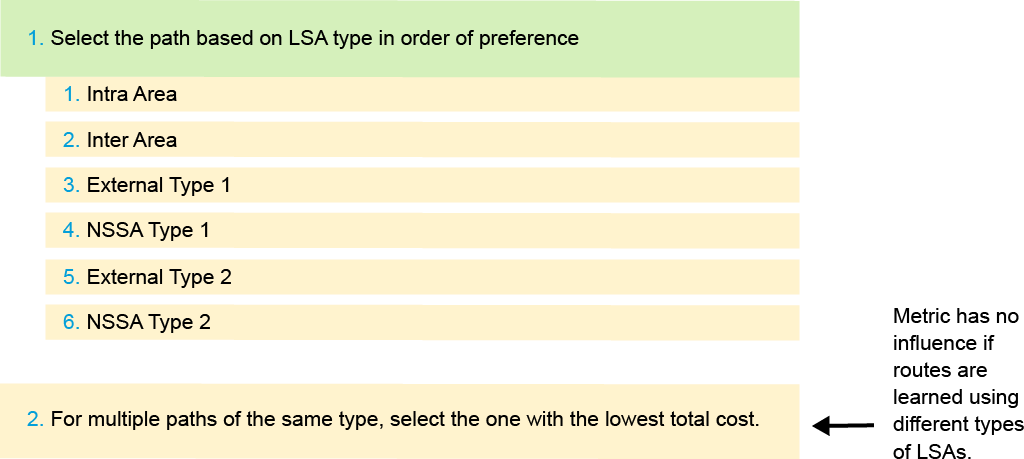 1. Select the path based on LSA type in order of preference
1. Intra Area
2. Inter Area
3. External Type 1
4. NSSA Type 1
5. External Type 2
6. NSSA Type 2
2. For multiple paths of the same type, select the one with the lowest total cost.
Metric has no
influence if
routes are
learned using
different types
of LSAs.